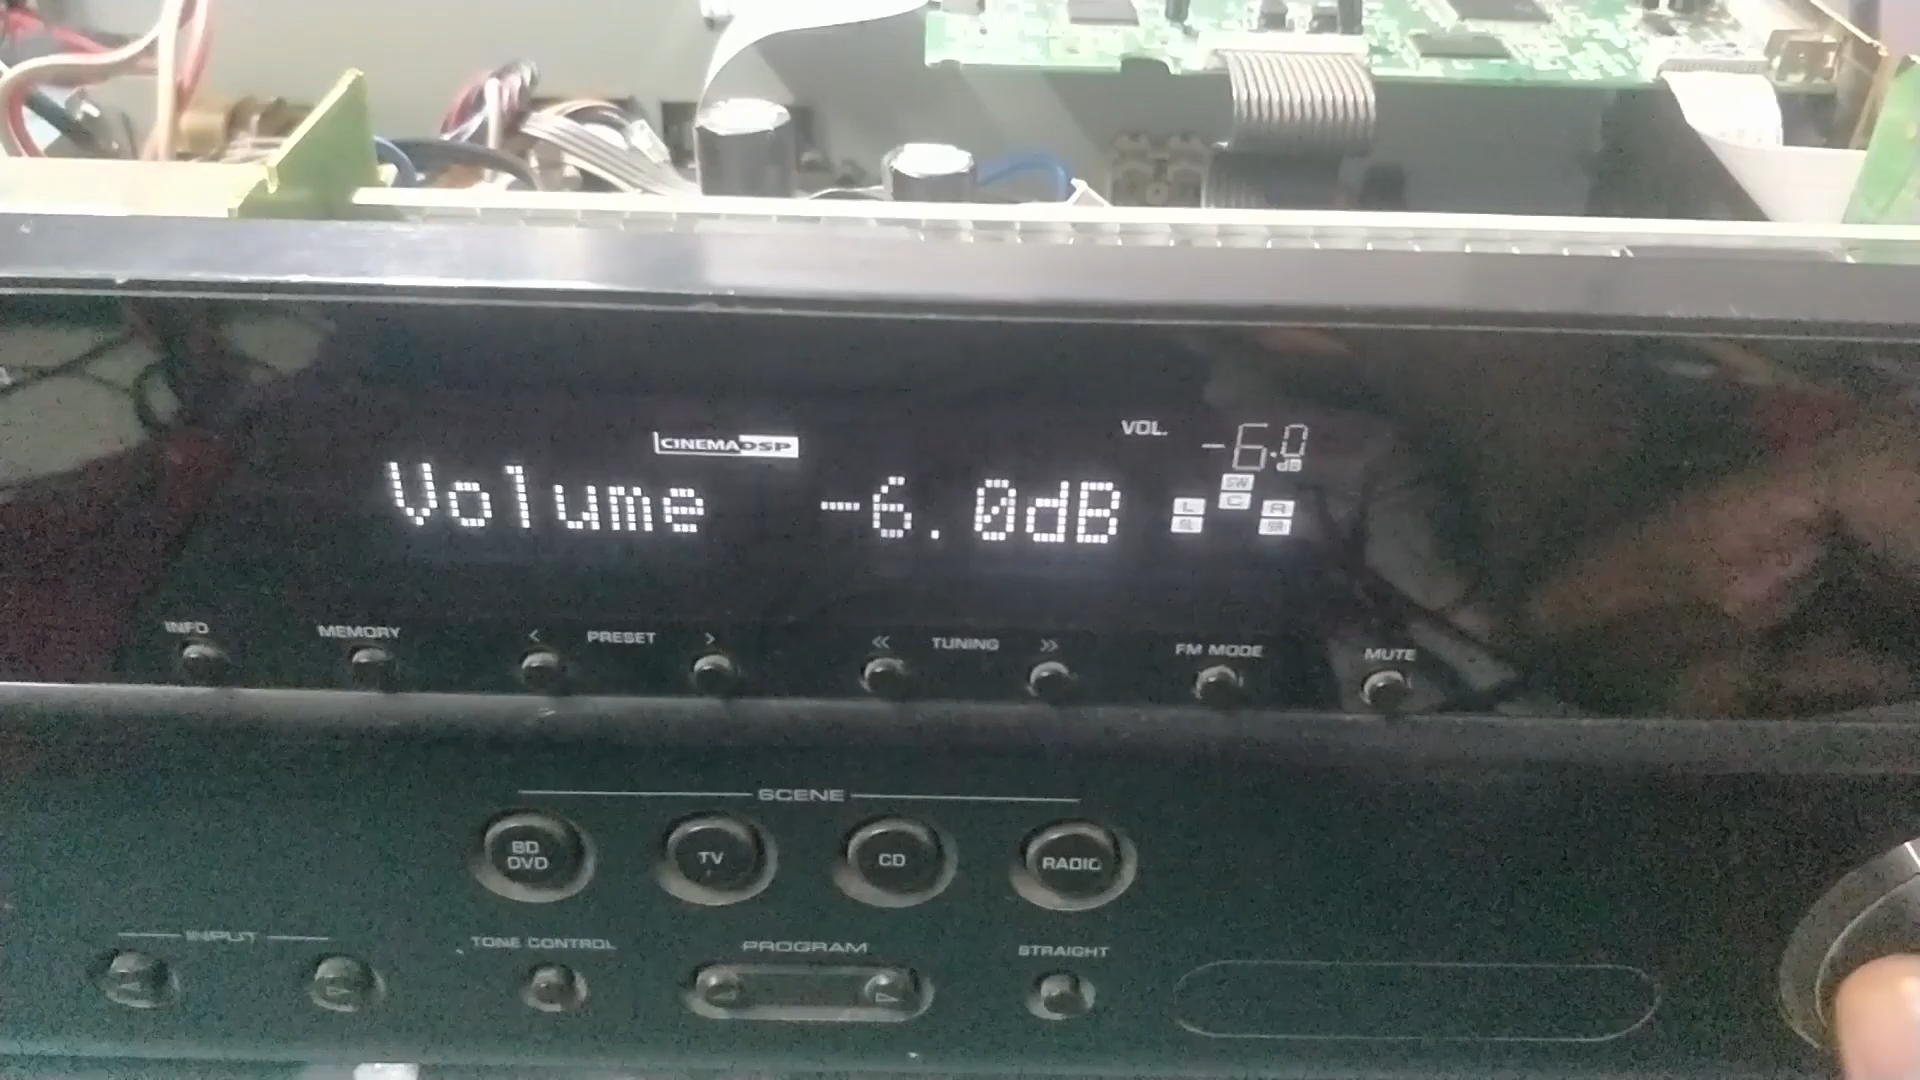 CINEMA DSP
VOL. -6.0 dB
Volume -6.0dB
SW
L C R
SL SR
INFO MEMORY < PRESET > << TUNING >> FM MODE MUTE
SCENE
BD DVD TV CD RADIO
INPUT TONE CONTROL PROGRAM STRAIGHT